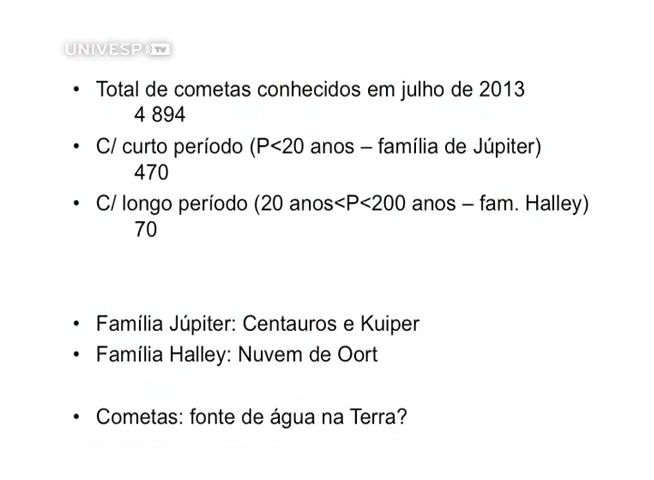 UNIVESP TV
• Total de cometas conhecidos em julho de 2013
4 894
• C/ curto período (P<20 anos – família de Júpiter)
470
• C/ longo período (20 anos<P<200 anos – fam. Halley)
70
• Família Júpiter: Centauros e Kuiper
• Família Halley: Nuvem de Oort
• Cometas: fonte de água na Terra?